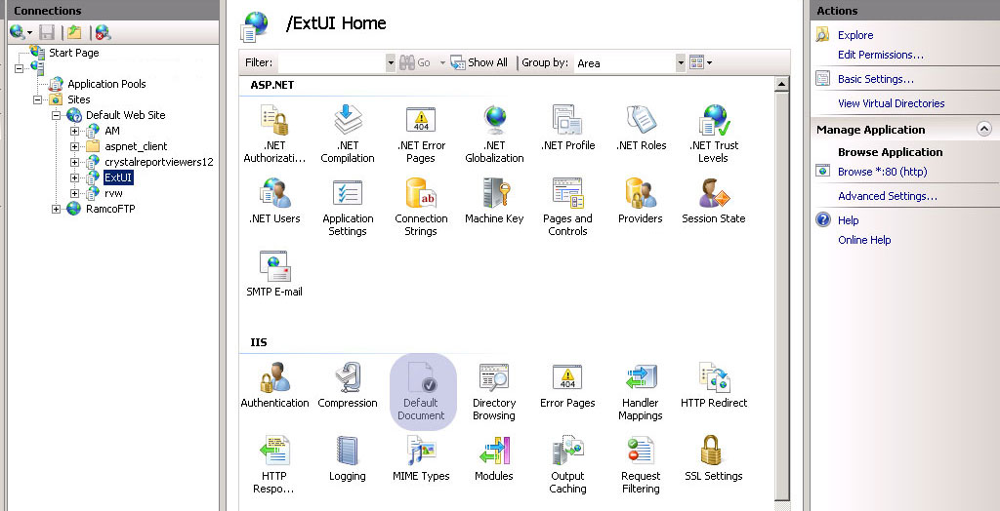 Connections
Start Page
Application Pools
Sites
Default Web Site
AM
aspnet_client
crystalreportviewers12
ExtUI
rvw
RamcoFTP
/ExtUI Home
Filter:
Go
Show All
Group by:
Area
ASP.NET
.NET
Authorizati...
.NET
Compilation
.NET Error
Pages
.NET
Globalization
.NET Profile
.NET Roles
.NET Trust
Levels
.NET Users
Application
Settings
Connection
Strings
Machine Key
Pages and
Controls
Providers
Session State
SMTP E-mail
IIS
Authentication
Compression
Default
Document
Directory
Browsing
Error Pages
Handler
Mappings
HTTP Redirect
HTTP
Respo...
Logging
MIME Types
Modules
Output
Caching
Request
Filtering
SSL Settings
Actions
Explore
Edit Permissions...
Basic Settings...
View Virtual Directories
Manage Application
Browse Application
Browse *:80 (http)
Advanced Settings...
Help
Online Help